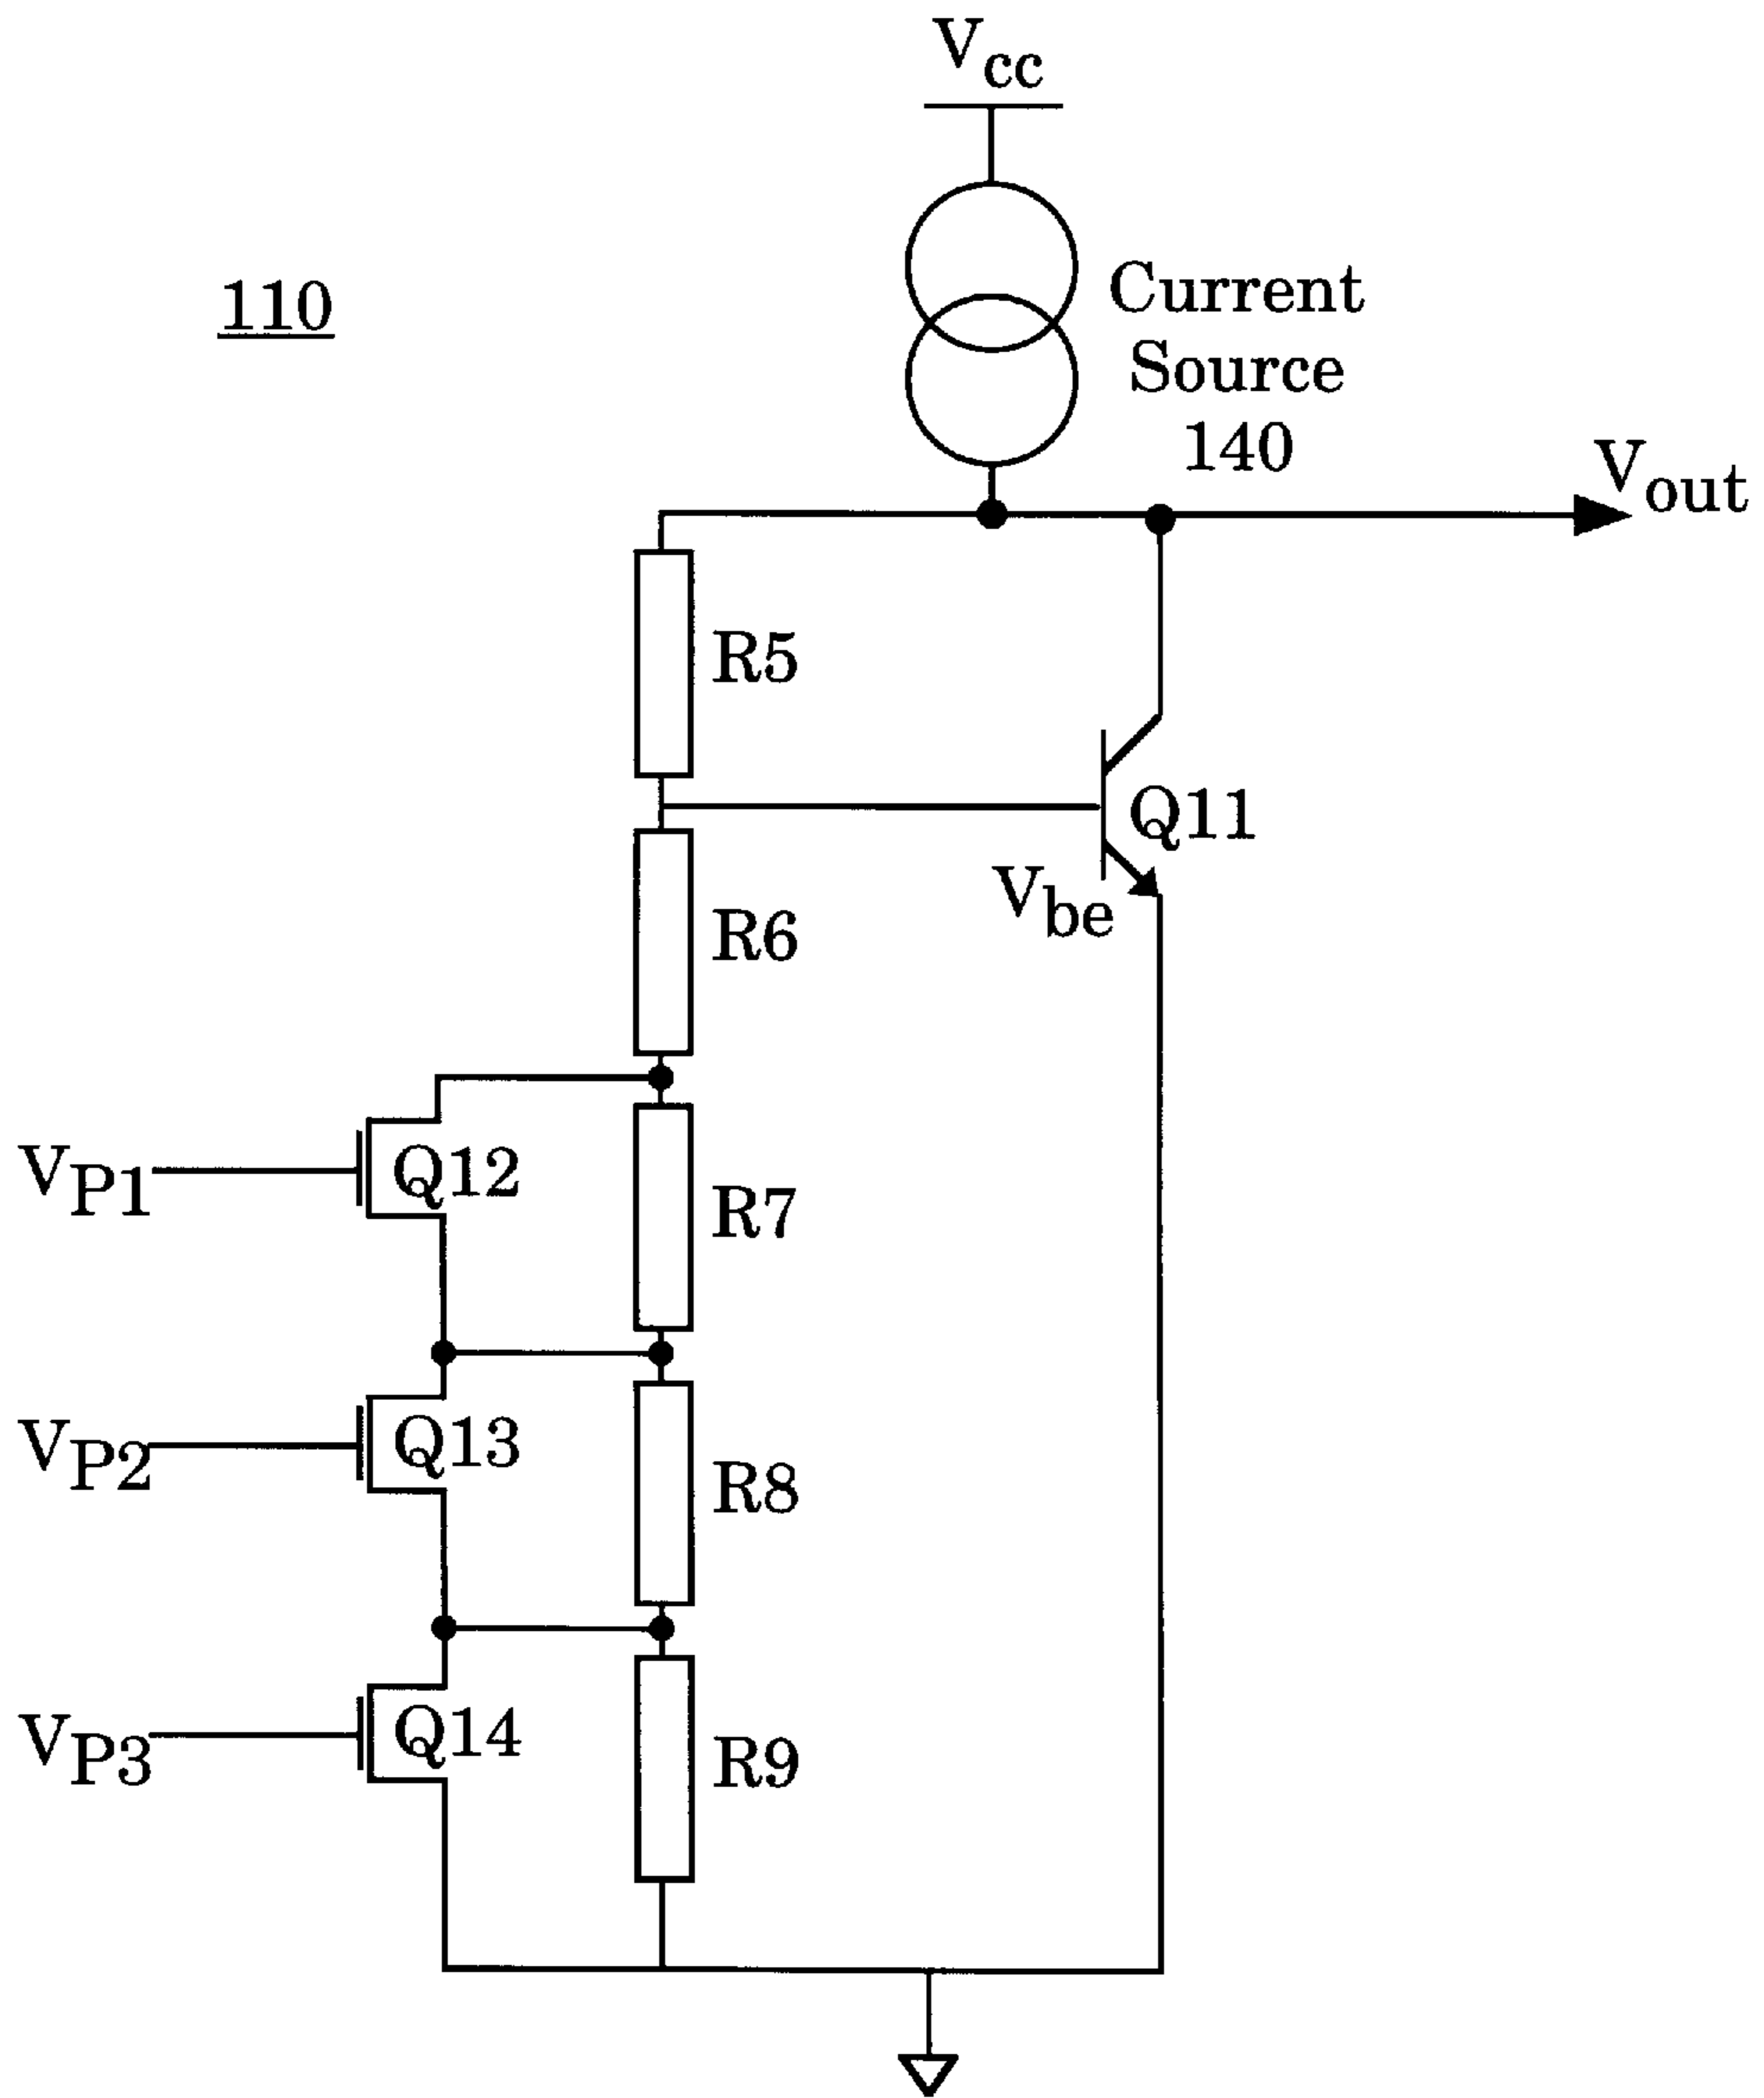 Vcc
110
Current
Source
140
Vout
R5
Q11
Vbe
R6
VP1
Q12
R7
VP2
Q13
R8
VP3
Q14
R9